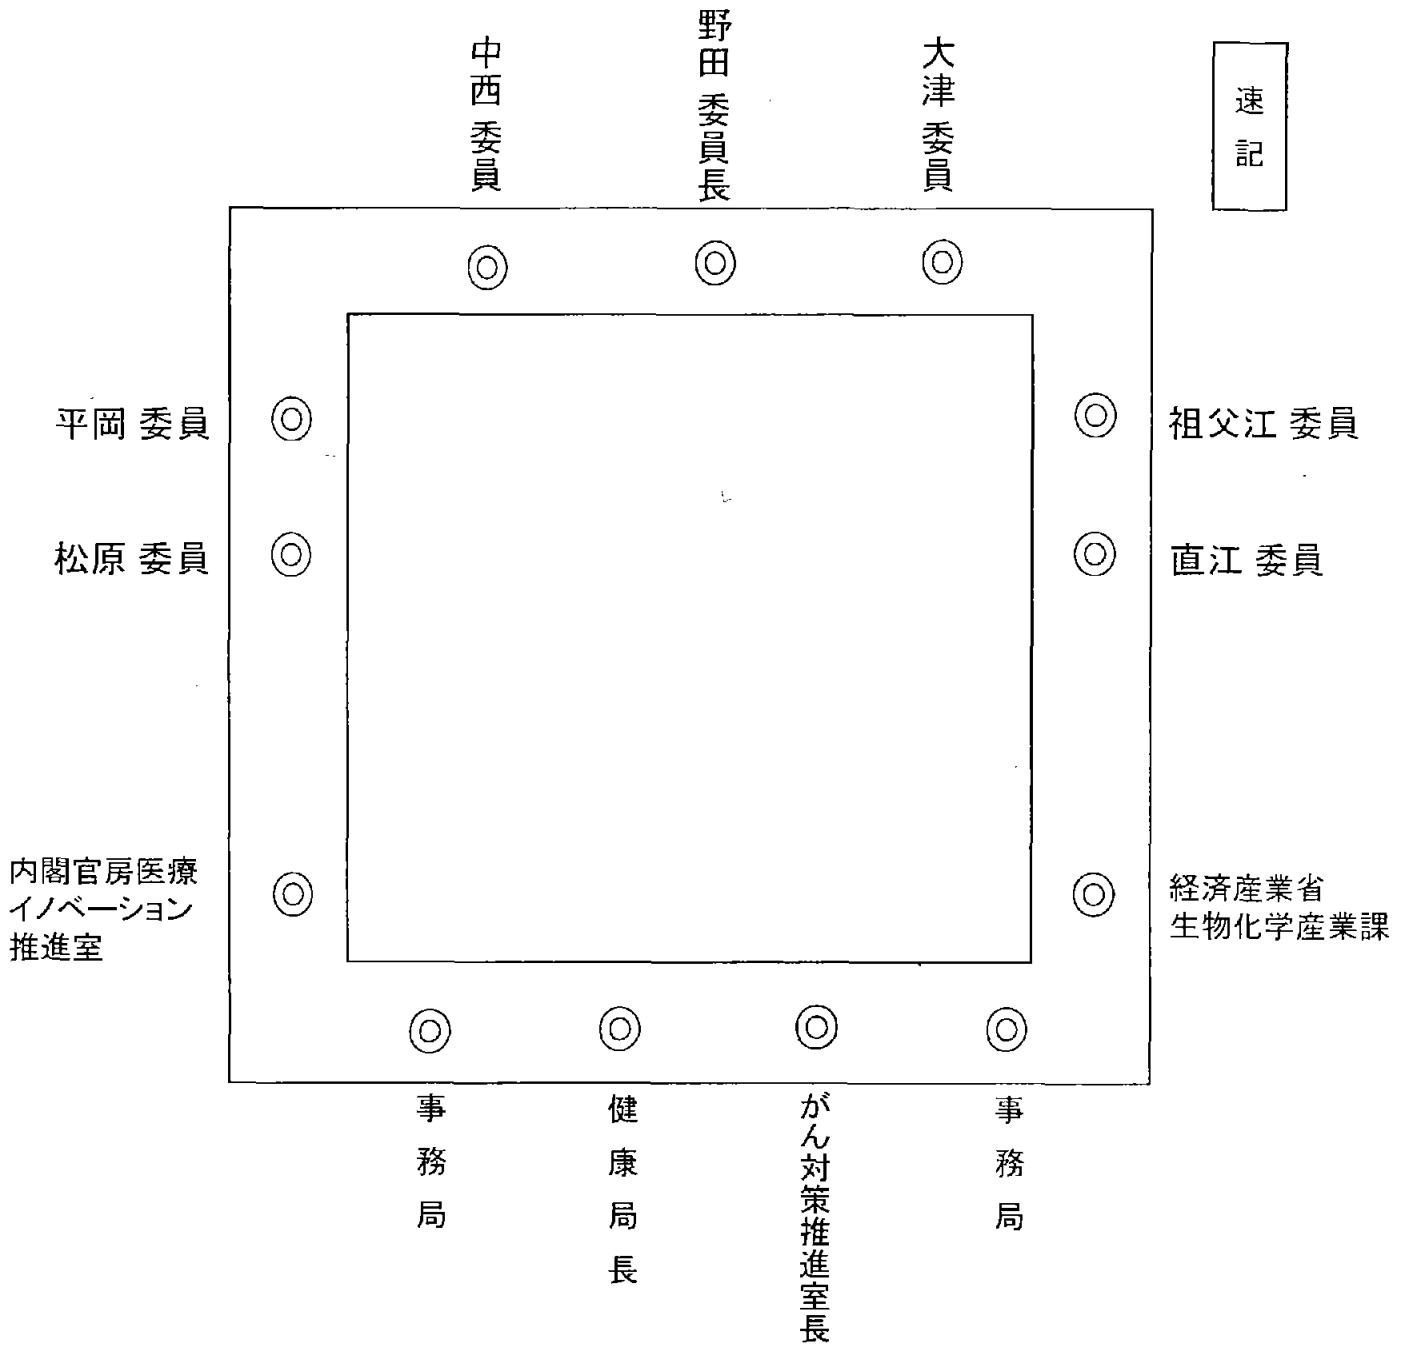 中西 委員
野田 委員長
大津 委員
速記
平岡 委員
松原 委員
祖父江 委員
直江 委員
内閣官房医療
イノベーション
推進室
経済産業省
生物化学産業課
事務局
健康局長
がん対策推進室長
事務局